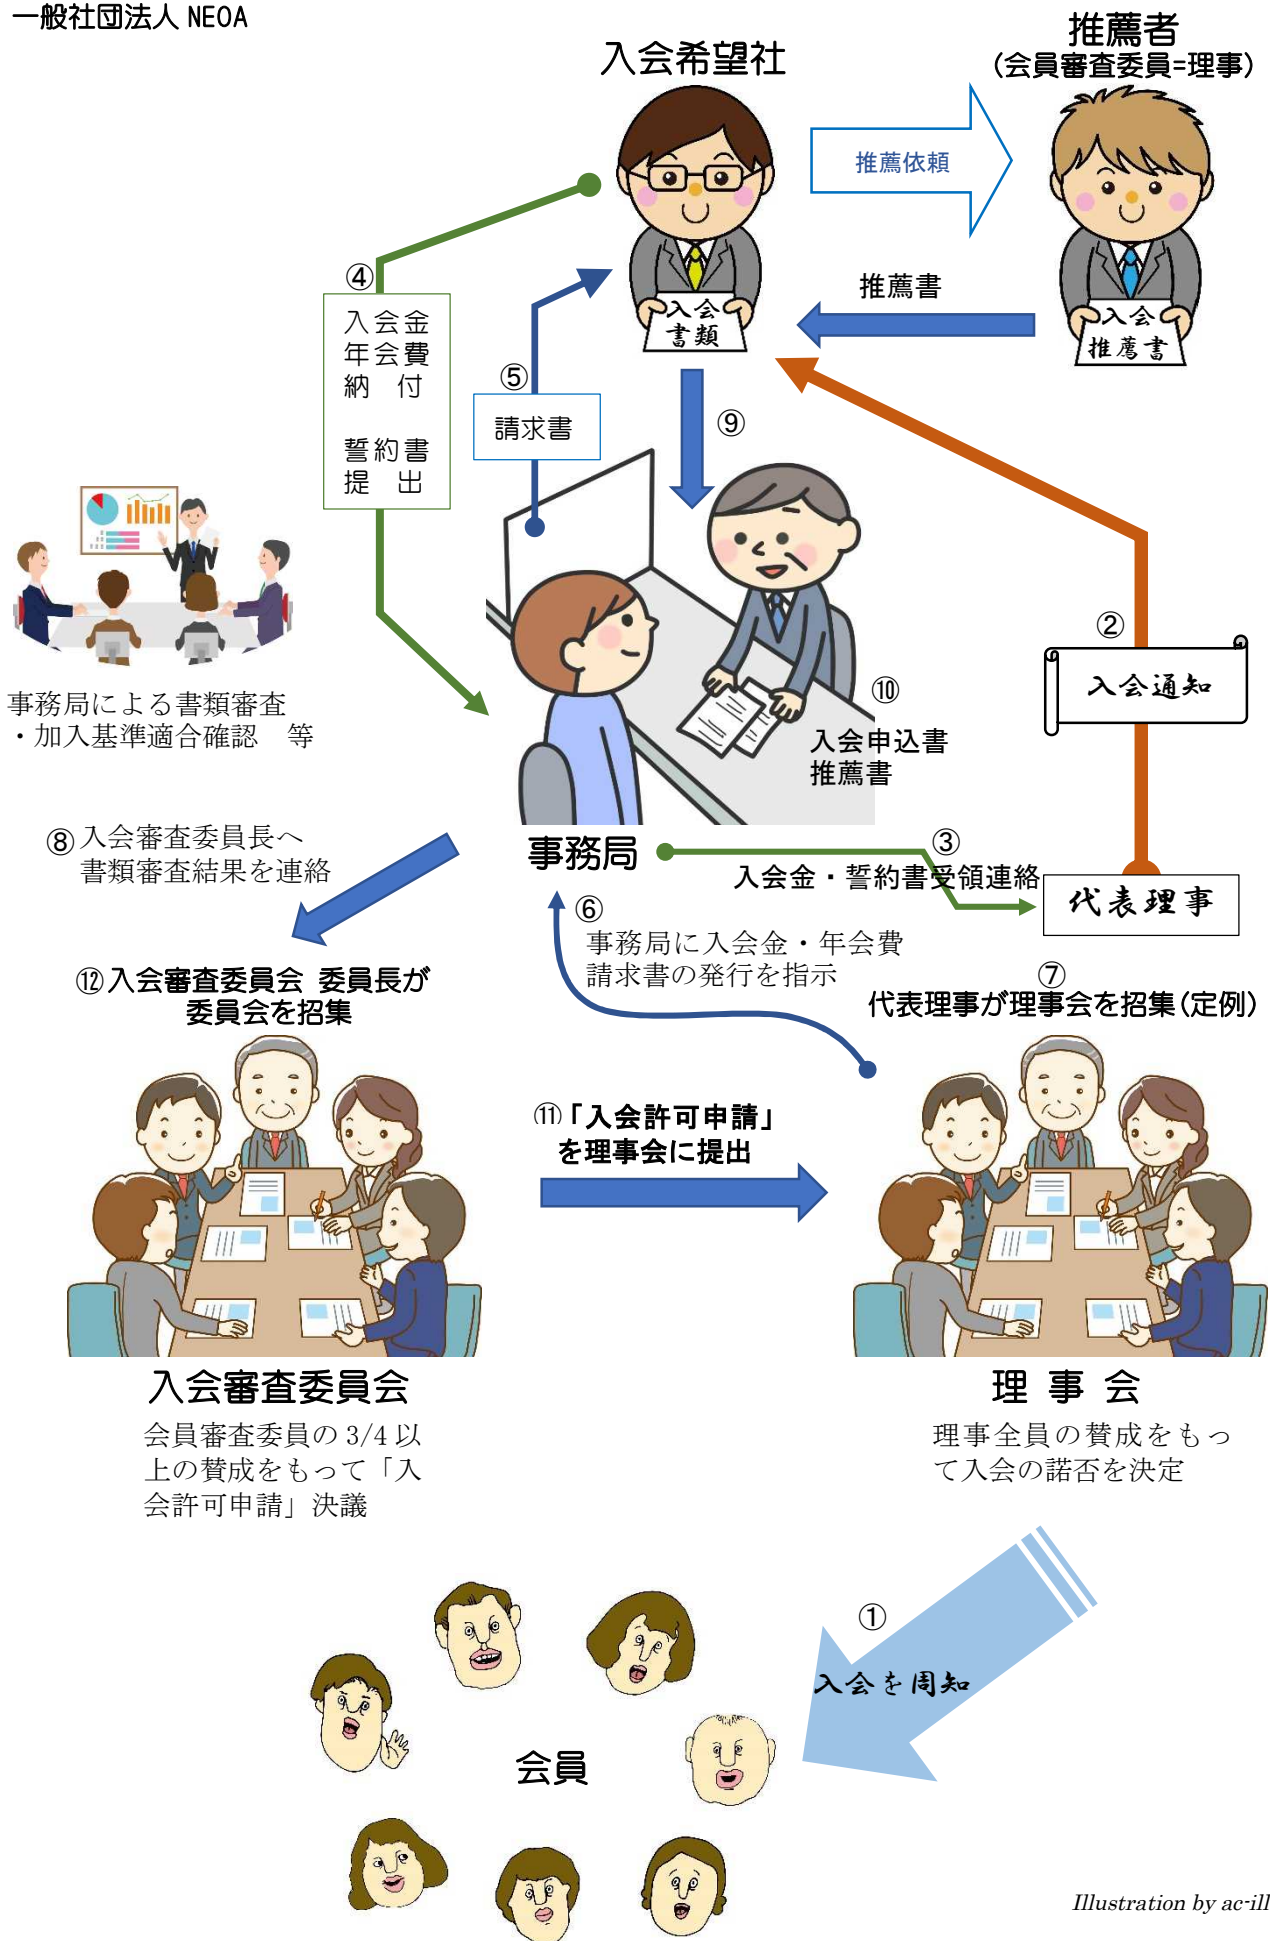 一般社団法人 NEOA
入会希望社
推薦者
(会員審査委員=理事)
推薦依頼
推薦書
入会
書類
入会
推薦書
④
入会金
年会費
納　付
誓約書
提　出
⑤
請求書
⑨
②
入会通知
事務局による書類審査
・加入基準適合確認　等
⑩
入会申込書
推薦書
⑧入会審査委員長へ
書類審査結果を連絡
事務局
③
入会金・誓約書受領連絡
代表理事
⑥
事務局に入会金・年会費
請求書の発行を指示
⑫入会審査委員会 委員長が
委員会を招集
⑦
代表理事が理事会を招集(定例)
⑪「入会許可申請」
を理事会に提出
入会審査委員会
会員審査委員の 3/4 以
上の賛成をもって「入
会許可申請」決議
理 事 会
理事全員の賛成をもっ
て入会の諾否を決定
①
入会を周知
会員
Illustration by ac-ill